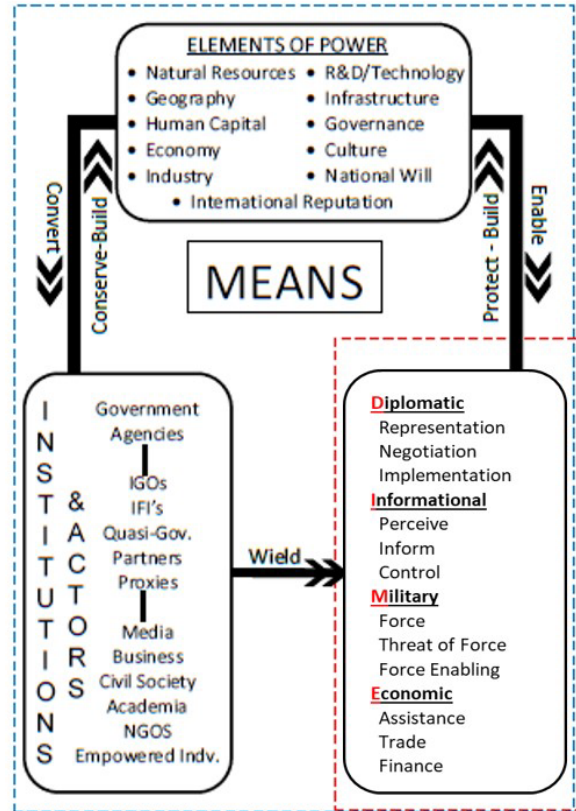 ELEMENTS OF POWER
• Natural Resources • R&D/Technology
• Geography • Infrastructure
• Human Capital • Governance
• Economy • Culture
• Industry • National Will
• International Reputation
Convert
Conserve-Build
Protect - Build
Enable
MEANS
INSTITUTIONS
& ACTORS
Government
Agencies
IGOs
IFI's
Quasi-Gov.
Partners
Proxies
Media
Business
Civil Society
Academia
NGOS
Empowered Indv.
Wield
Diplomatic
Representation
Negotiation
Implementation
Informational
Perceive
Inform
Control
Military
Force
Threat of Force
Force Enabling
Economic
Assistance
Trade
Finance